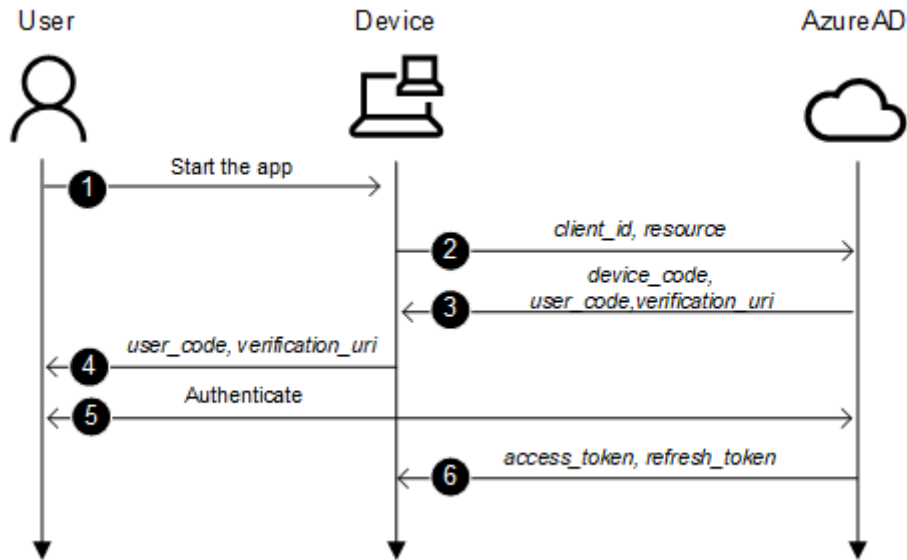 User
Device
AzureAD
Start the app
1
client_id, resource
2
device_code,
user_code,verification_uri
3
user_code, verification_uri
4
Authenticate
5
access_token, refresh_token
6